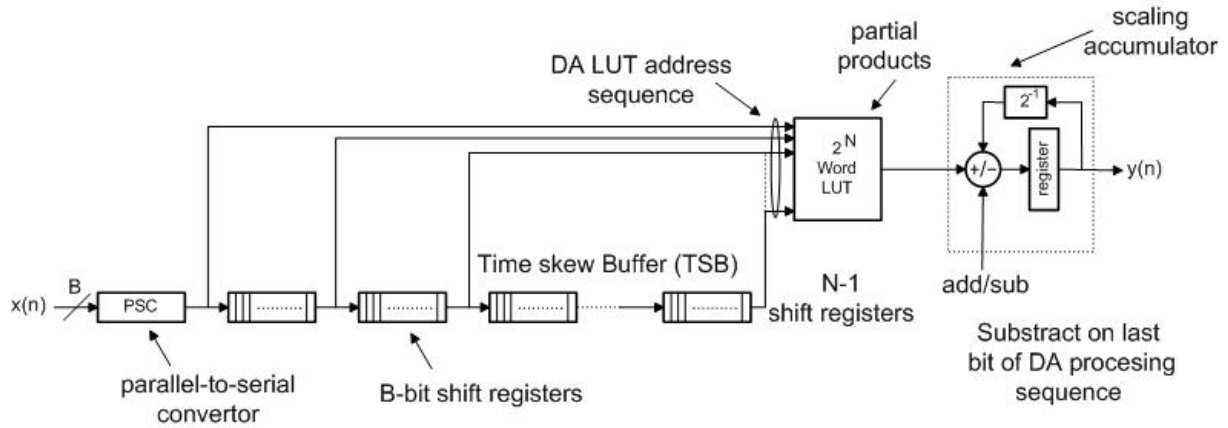 scaling
accumulator
partial
products
DA LUT address
sequence
2^-1
2^N
Word
LUT
+/−
register
y(n)
add/sub
Time skew Buffer (TSB)
N-1
shift registers
B
x(n)
PSC
parallel-to-serial
convertor
B-bit shift registers
Substract on last
bit of DA procesing
sequence